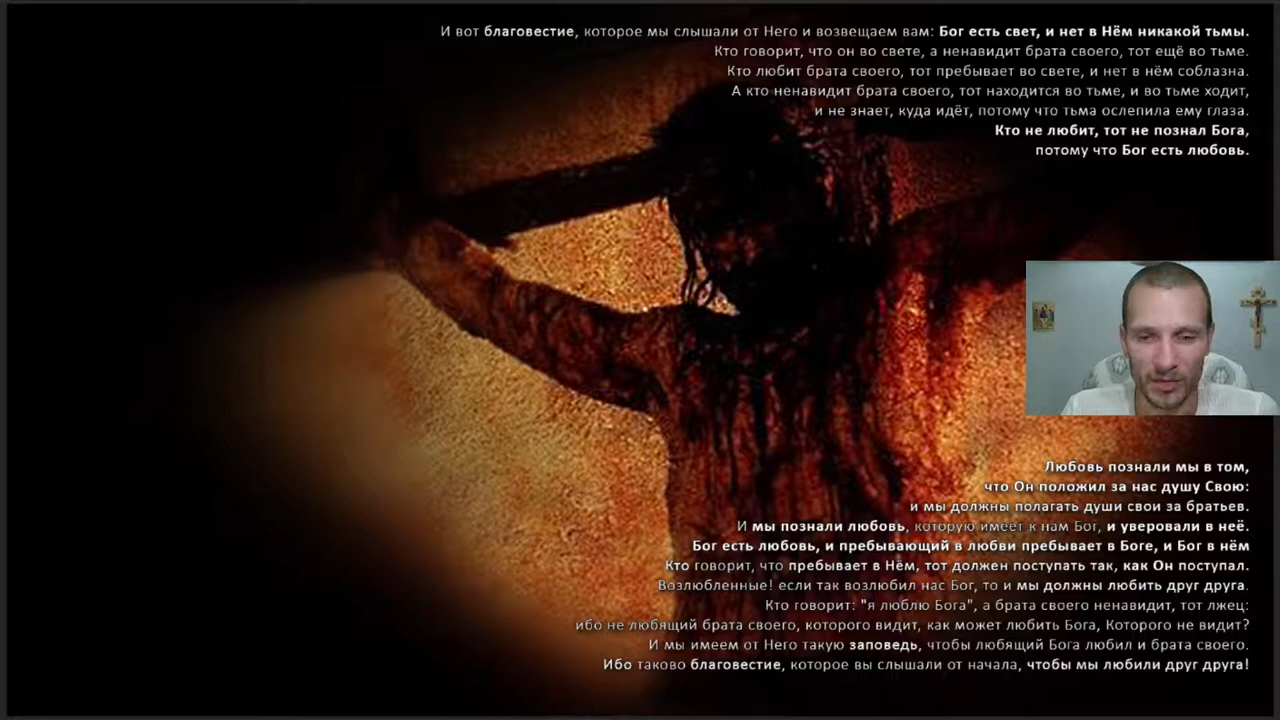 И вот благовестие, которое мы слышали от Него и возвещаем вам: Бог есть свет, и нет в Нём никакой тьмы.
Кто говорит, что он во свете, а ненавидит брата своего, тот ещё во тьме.
Кто любит брата своего, тот пребывает во свете, и нет в нём соблазна.
А кто ненавидит брата своего, тот находится во тьме, и во тьме ходит,
и не знает, куда идёт, потому что тьма ослепила ему глаза.
Кто не любит, тот не познал Бога,
потому что Бог есть любовь.
Любовь познали мы в том,
что Он положил за нас душу Свою:
и мы должны полагать души свои за братьев.
И мы познали любовь, которую имеет к нам Бог, и уверовали в неё.
Бог есть любовь, и пребывающий в любви пребывает в Боге, и Бог в нём
Кто говорит, что пребывает в Нём, тот должен поступать так, как Он поступал.
Возлюбленные! если так возлюбил нас Бог, то и мы должны любить друг друга.
Кто говорит: "я люблю Бога", а брата своего ненавидит, тот лжец:
ибо не любящий брата своего, которого видит, как может любить Бога, Которого не видит?
И мы имеем от Него такую заповедь, чтобы любящий Бога любил и брата своего.
Ибо таково благовестие, которое вы слышали от начала, чтобы мы любили друг друга!